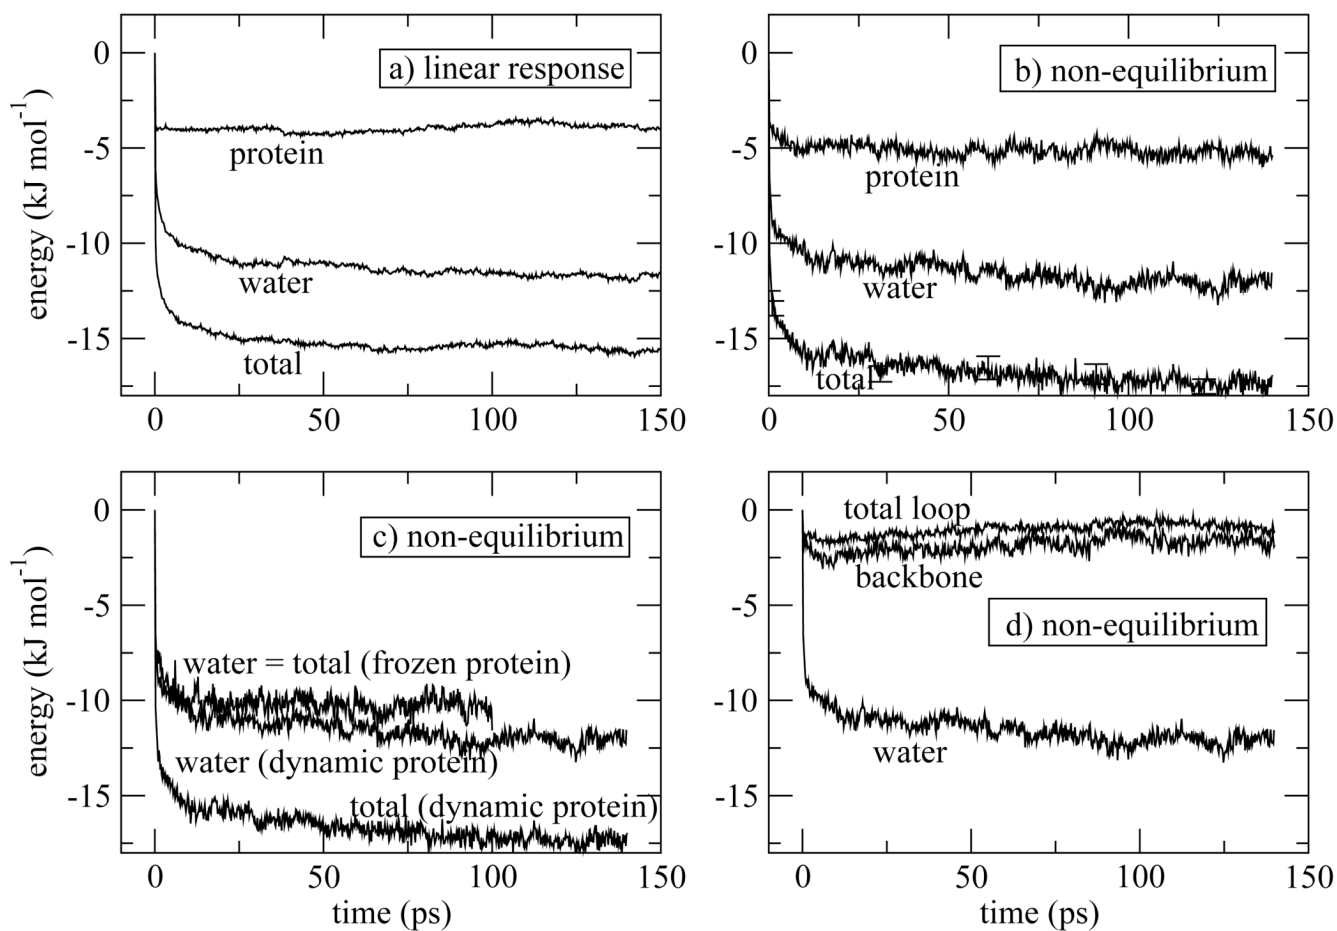 a) linear response
0
-5
-10
-15
energy (kJ mol⁻¹)
protein
water
total
0
50
100
150
b) non-equilibrium
0
-5
-10
-15
protein
water
total
0
50
100
150
c) non-equilibrium
0
-5
-10
-15
energy (kJ mol⁻¹)
water = total (frozen protein)
water (dynamic protein)
total (dynamic protein)
0
50
100
150
time (ps)
0
-5
-10
-15
total loop
backbone
d) non-equilibrium
water
0
50
100
150
time (ps)